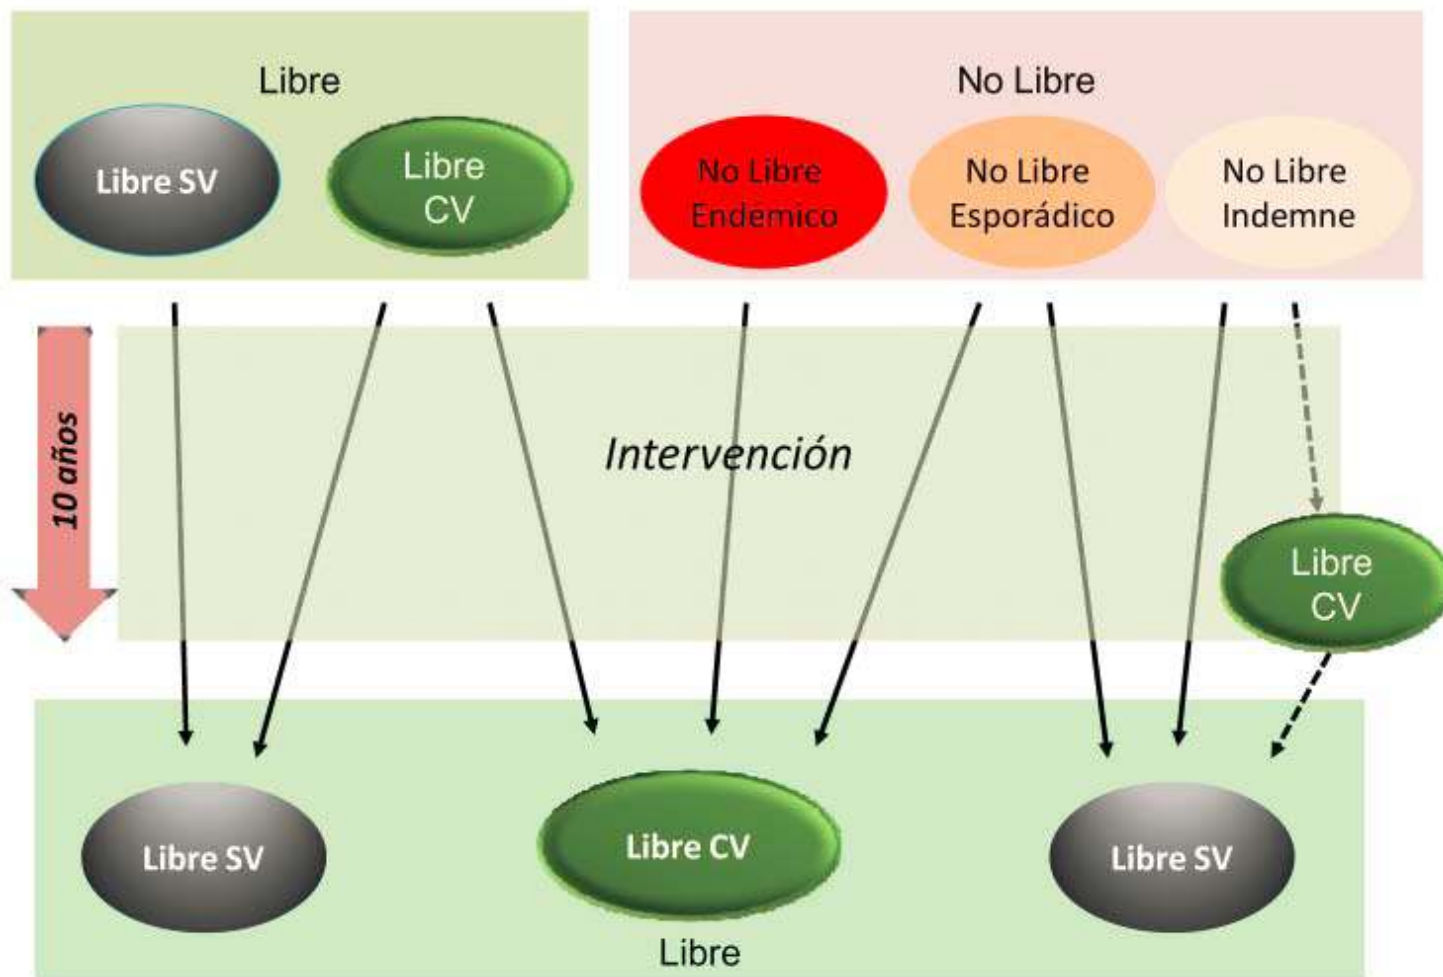 Libre
No Libre
Libre SV
Libre
CV
No Libre
Endémico
No Libre
Esporádico
No Libre
Indemne
10 años
Intervención
Libre
CV
Libre SV
Libre CV
Libre SV
Libre